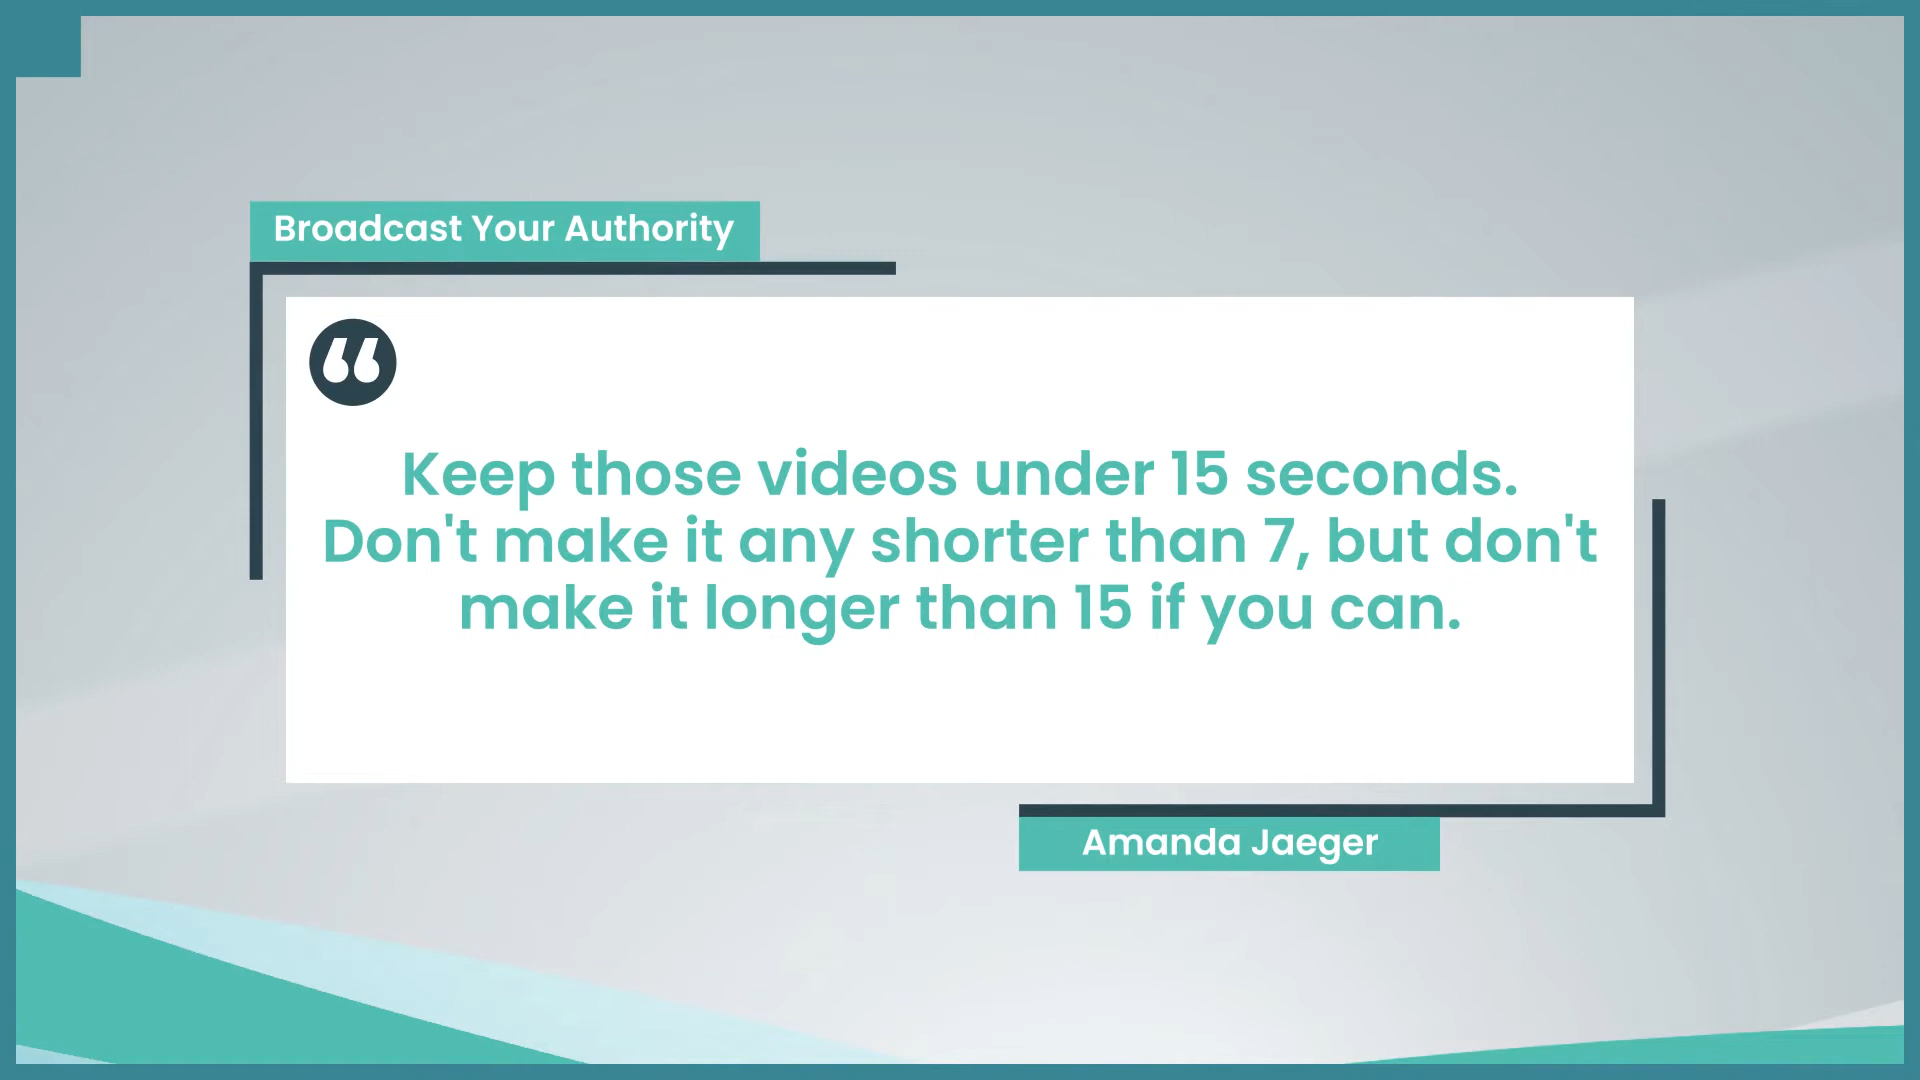 Broadcast Your Authority
Keep those videos under 15 seconds.
Don't make it any shorter than 7, but don't
make it longer than 15 if you can.
Amanda Jaeger